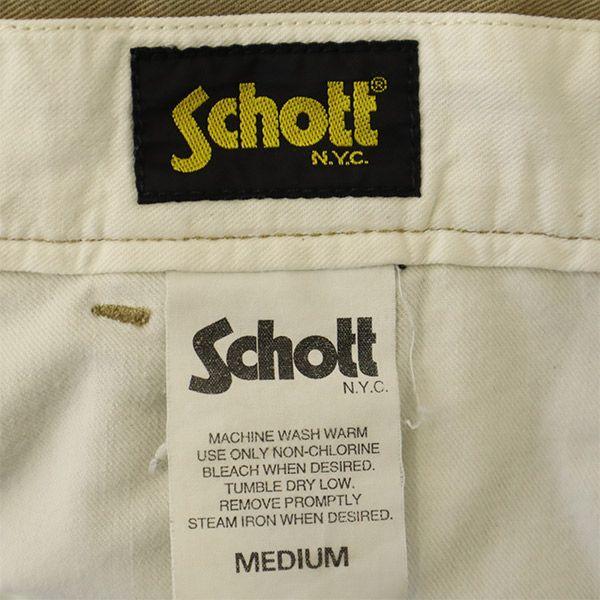 Schott®
N.Y.C.
Schott
N.Y.C.
MACHINE WASH WARM
USE ONLY NON-CHLORINE
BLEACH WHEN DESIRED.
TUMBLE DRY LOW.
REMOVE PROMPTLY
STEAM IRON WHEN DESIRED.
MEDIUM